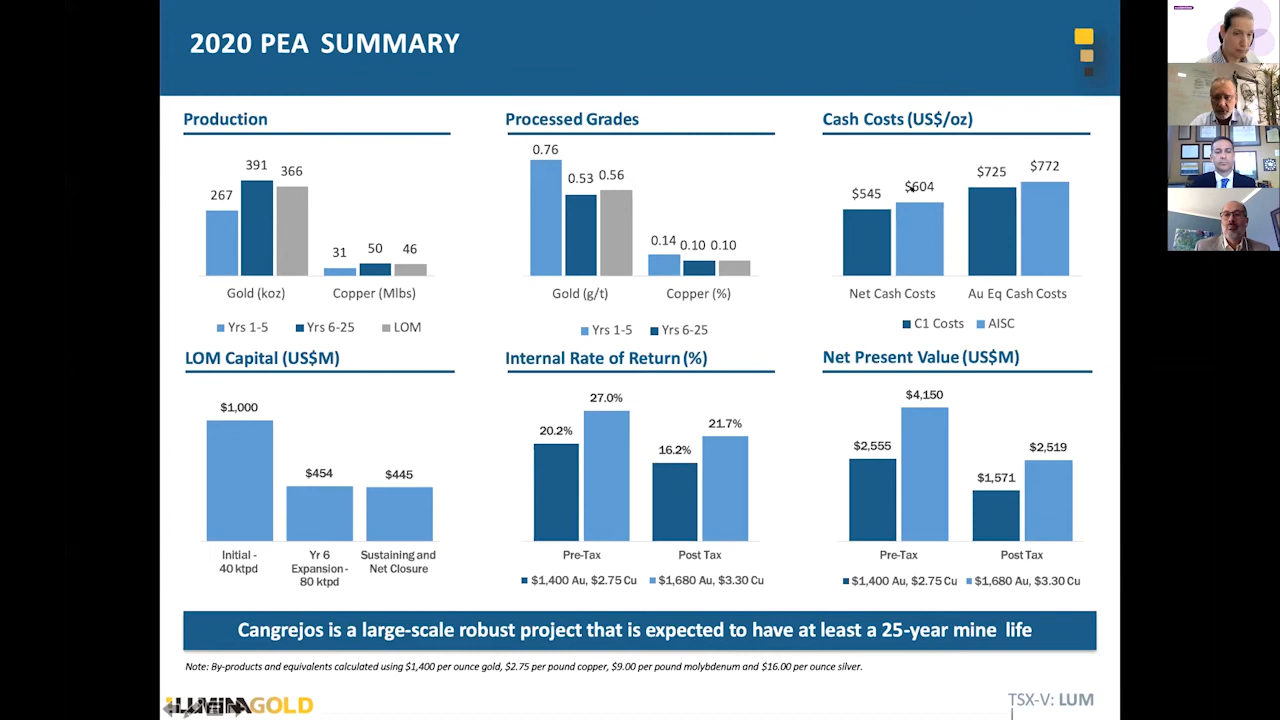 2020 PEA SUMMARY
Production
267
391
366
31
50
46
Gold (koz)
Copper (Mlbs)
Yrs 1-5
Yrs 6-25
LOM
Processed Grades
0.76
0.53
0.56
0.14
0.10
0.10
Gold (g/t)
Copper (%)
Yrs 1-5
Yrs 6-25
Cash Costs (US$/oz)
$545
$604
$725
$772
Net Cash Costs
Au Eq Cash Costs
C1 Costs
AISC
LOM Capital (US$M)
$1,000
$454
$445
Initial -
40 ktpd
Yr 6
Expansion-
80 ktpd
Sustaining and
Net Closure
Internal Rate of Return (%)
20.2%
27.0%
16.2%
21.7%
Pre-Tax
Post Tax
$1,400 Au, $2.75 Cu
$1,680 Au, $3.30 Cu
Net Present Value (US$M)
$2,555
$4,150
$1,571
$2,519
Pre-Tax
Post Tax
$1,400 Au, $2.75 Cu
$1,680 Au, $3.30 Cu
Cangrejos is a large-scale robust project that is expected to have at least a 25-year mine life
Note: By-products and equivalents calculated using $1,400 per ounce gold, $2.75 per pound copper, $9.00 per pound molybdenum and $16.00 per ounce silver.
LUMINAGOLD
TSX-V: LUM